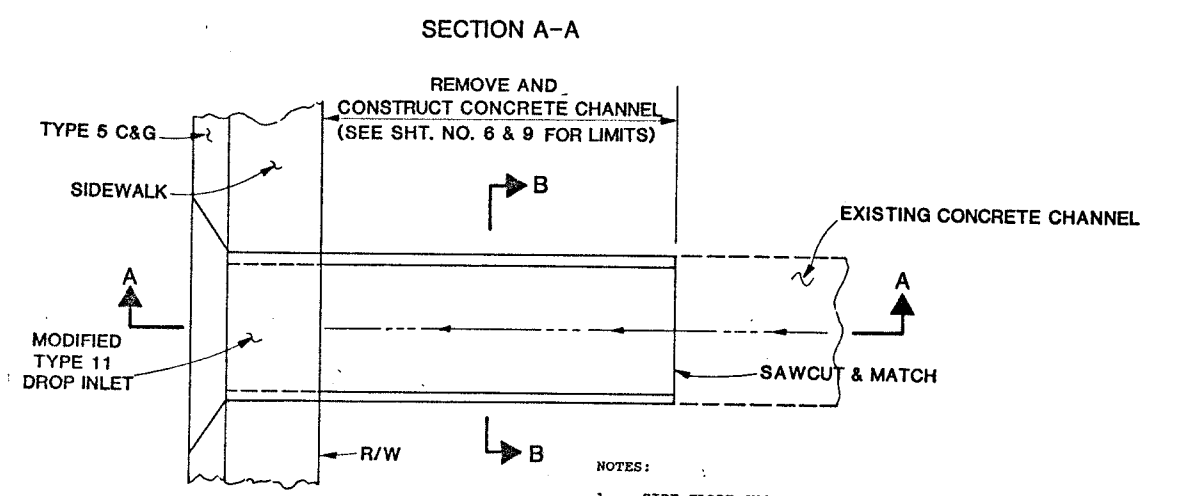 SECTION A-A
REMOVE AND
CONSTRUCT CONCRETE CHANNEL
(SEE SHT. NO. 6 & 9 FOR LIMITS)
TYPE 5 C&G
SIDEWALK
B
EXISTING CONCRETE CHANNEL
A
A
MODIFIED
TYPE 11
DROP INLET
SAWCUT & MATCH
R/W
B
NOTES: